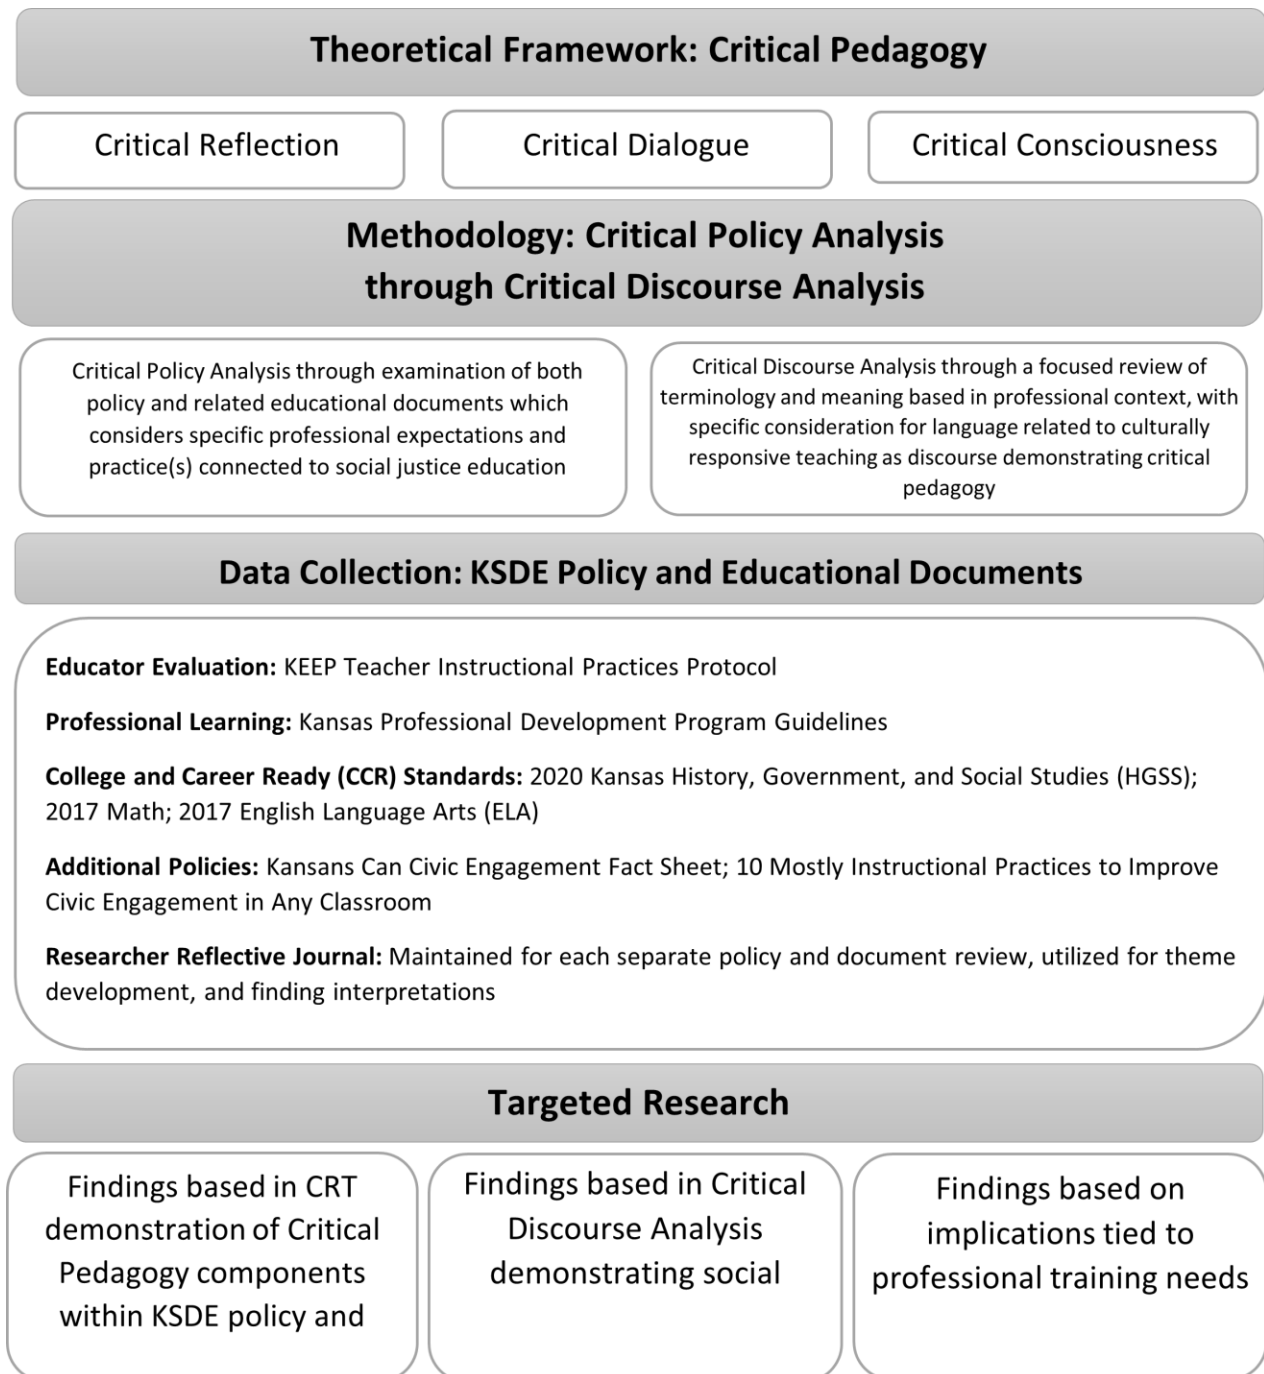 Theoretical Framework: Critical Pedagogy
Critical Reflection
Critical Dialogue
Critical Consciousness
Methodology: Critical Policy Analysis
through Critical Discourse Analysis
Critical Policy Analysis through examination of both
policy and related educational documents which
considers specific professional expectations and
practice(s) connected to social justice education
Critical Discourse Analysis through a focused review of
terminology and meaning based in professional context, with
specific consideration for language related to culturally
responsive teaching as discourse demonstrating critical
pedagogy
Data Collection: KSDE Policy and Educational Documents
Educator Evaluation: KEEP Teacher Instructional Practices Protocol
Professional Learning: Kansas Professional Development Program Guidelines
College and Career Ready (CCR) Standards: 2020 Kansas History, Government, and Social Studies (HGSS);
2017 Math; 2017 English Language Arts (ELA)
Additional Policies: Kansans Can Civic Engagement Fact Sheet; 10 Mostly Instructional Practices to Improve
Civic Engagement in Any Classroom
Researcher Reflective Journal: Maintained for each separate policy and document review, utilized for theme
development, and finding interpretations
Targeted Research
Findings based in CRT
demonstration of Critical
Pedagogy components
within KSDE policy and
Findings based in Critical
Discourse Analysis
demonstrating social
Findings based on
implications tied to
professional training needs